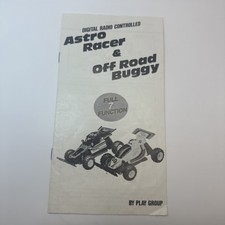 DIGITAL RADIO CONTROLLED
Astro
Racer
&
Off Road
Buggy
FULL
7
FUNCTION
BY PLAY GROUP